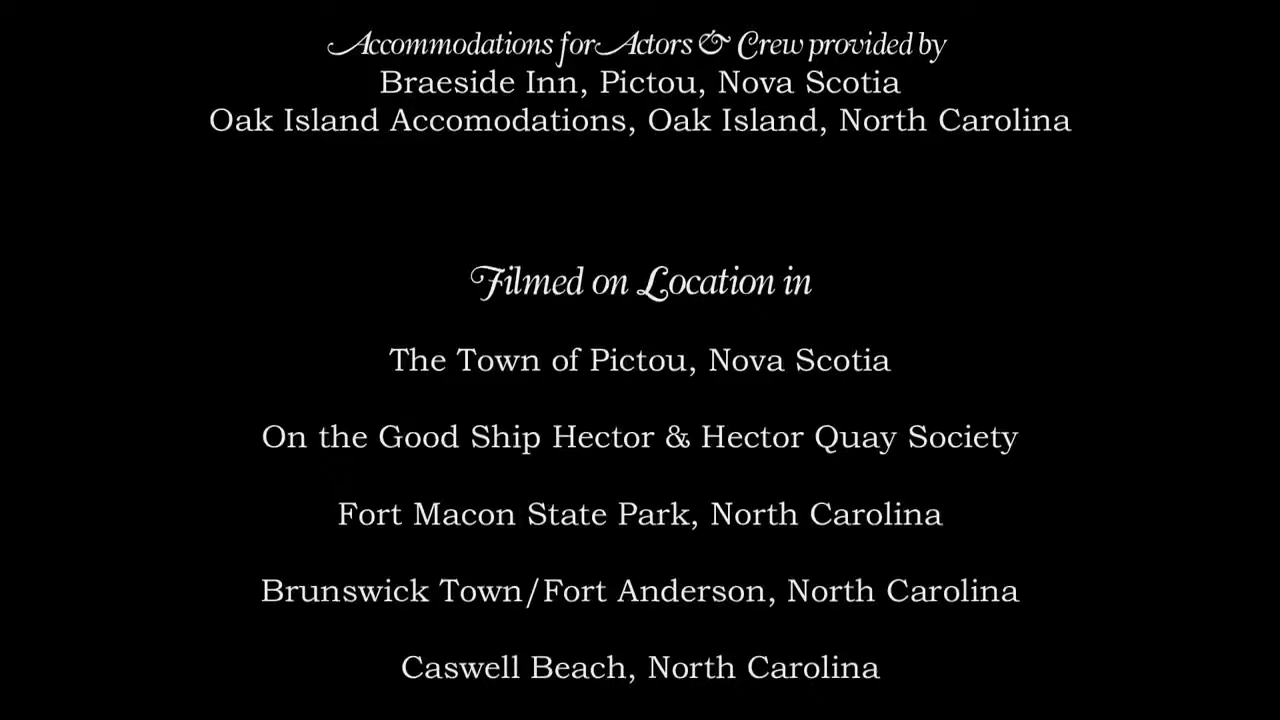 Accommodations for Actors & Crew provided by
Braeside Inn, Pictou, Nova Scotia
Oak Island Accomodations, Oak Island, North Carolina
Filmed on Location in
The Town of Pictou, Nova Scotia
On the Good Ship Hector & Hector Quay Society
Fort Macon State Park, North Carolina
Brunswick Town/Fort Anderson, North Carolina
Caswell Beach, North Carolina